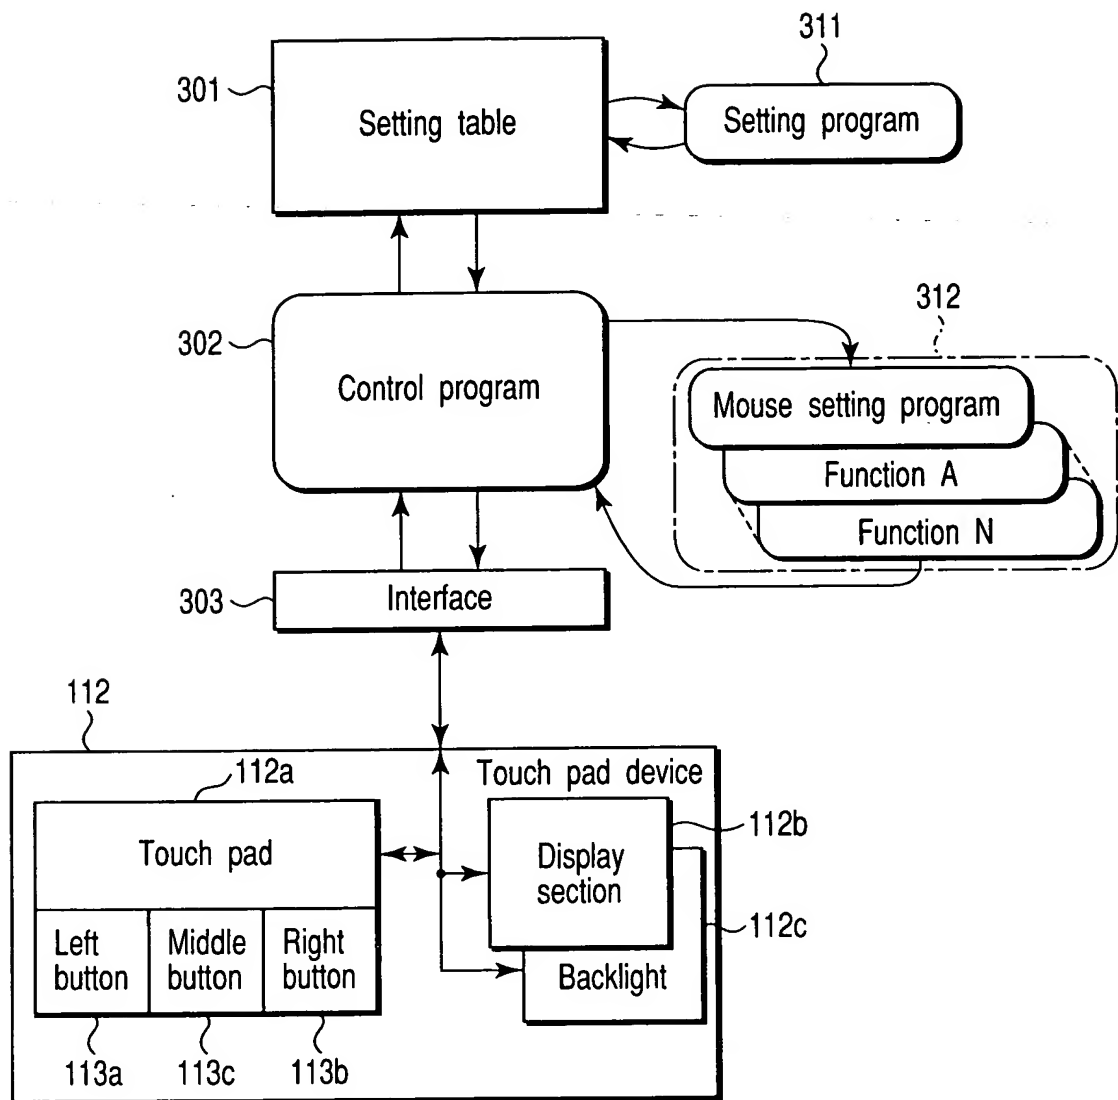 311
301
Setting table
Setting program
312
302
Control program
Mouse setting program
Function A
Function N
303
Interface
112
112a
Touch pad device
112b
Touch pad
Display
section
112c
Left
button
Middle
button
Right
button
Backlight
113a
113c
113b